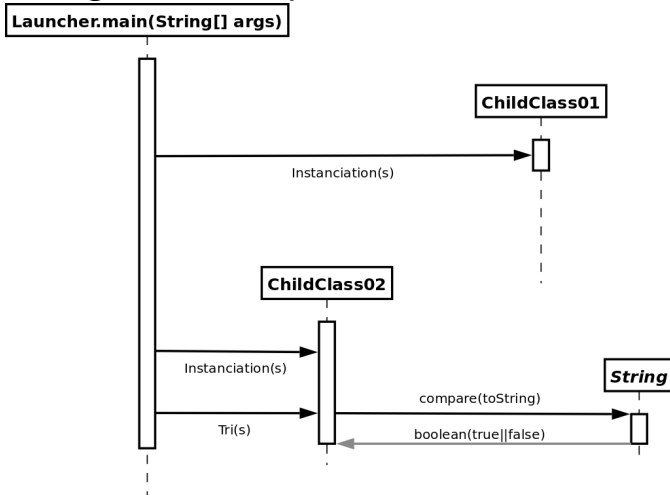 Launcher.main(String[] args)
ChildClass01
Instanciation(s)
ChildClass02
Instanciation(s)
String
compare(toString)
Tri(s)
boolean(true||false)